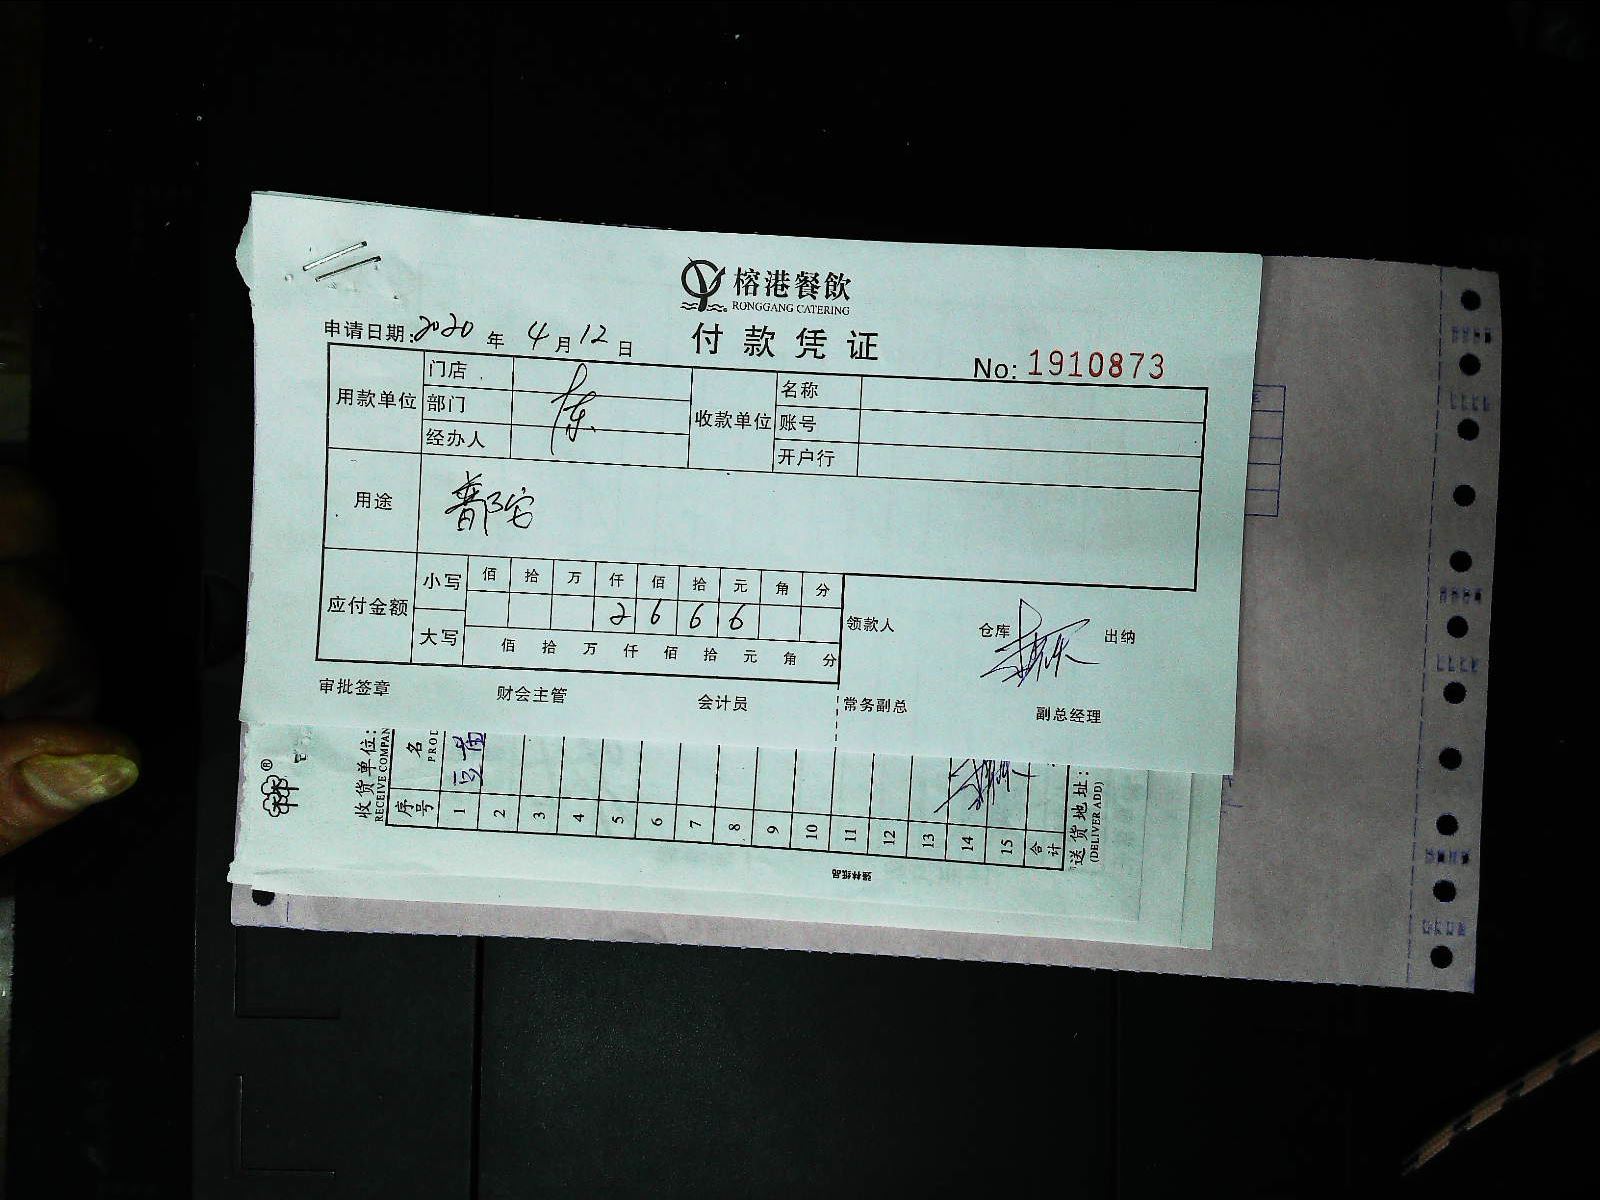 榕港餐飲
RONGGANG CATERING
付款凭证
申请日期: 2020 年 4 月 12 日
No: 1910873
用款单位 门店 收款单位 名称
部门 陈 账号
经办人 开户行
用途
应付金额 小写 佰 拾 万 仟 佰 拾 元 角 分
2 6 6 6
大写 佰 拾 万 仟 佰 拾 元 角 分
领款人 仓库 出纳
审批签章 财会主管 会计员 常务副总 副总经理
收货单位:
RECEIVE COMPAN
序号 名
PROD
1
2
3
4
5
6
7
8
9
10
11
12
13
14
15
合计
送货地址:
(DELIVER ADD)